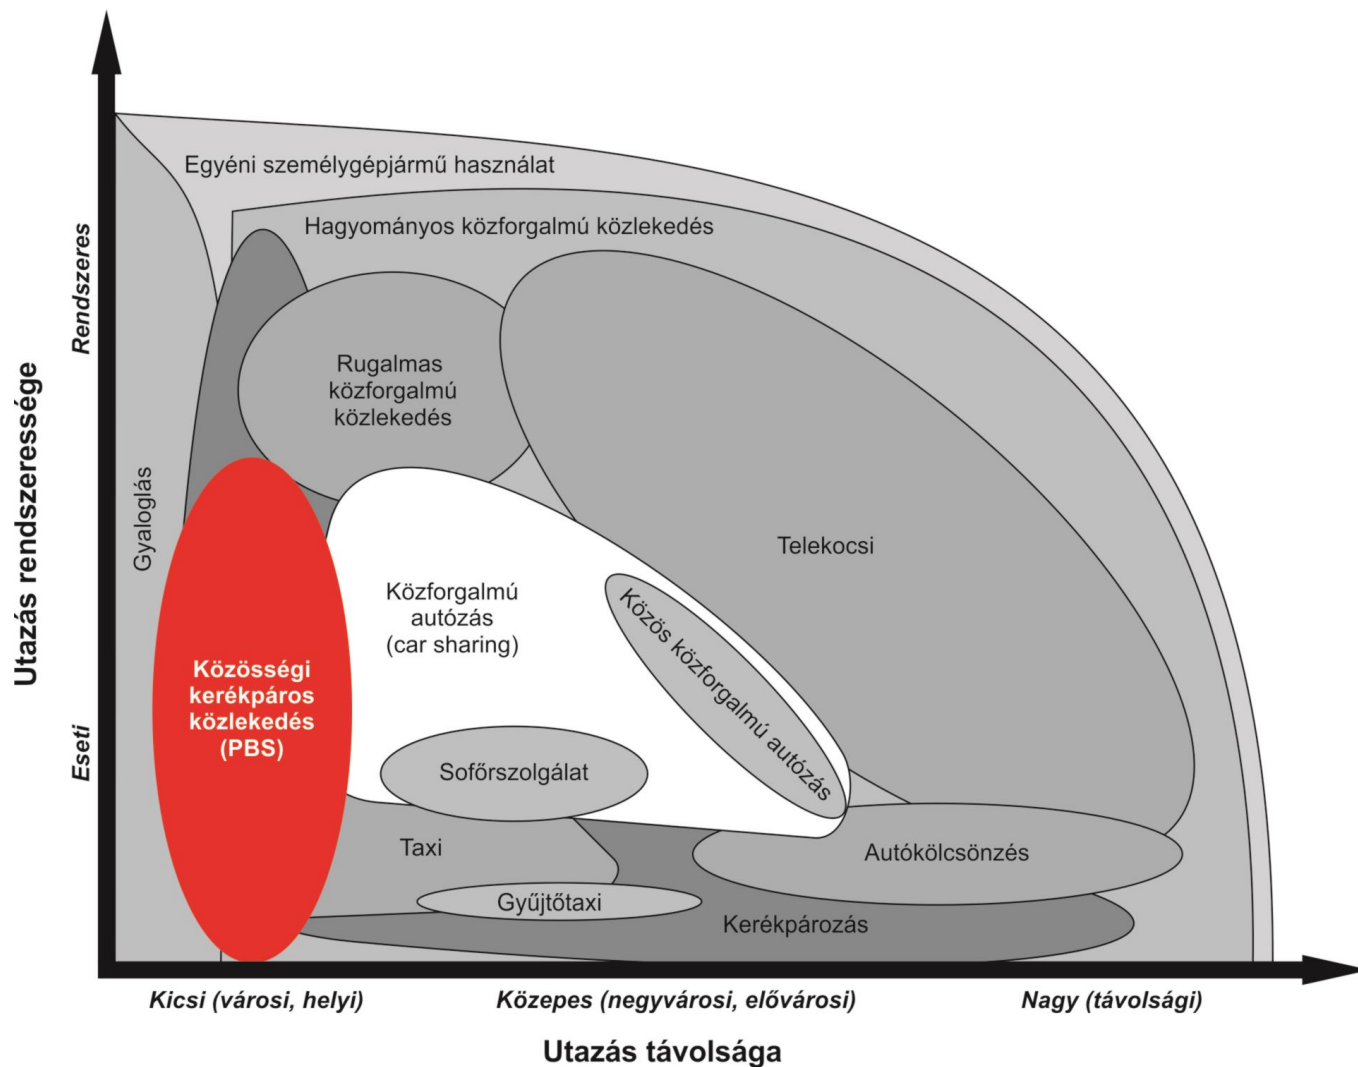 Egyéni személygépjármű használat
Hagyományos közforgalmú közlekedés
Rendszeres
Rugalmas
közforgalmú
közlekedés
Utazás rendszeressége
Gyaloglás
Telekocsi
Közforgalmú
autózás
(car sharing)
Közös közforgalmú autózás
Közösségi
kerékpáros
közlekedés
(PBS)
Eseti
Sofőrszolgálat
Taxi
Autókölcsönzés
Gyűjtőtaxi
Kerékpározás
Kicsi (városi, helyi)
Közepes (negyvárosi, elővárosi)
Nagy (távolsági)
Utazás távolsága